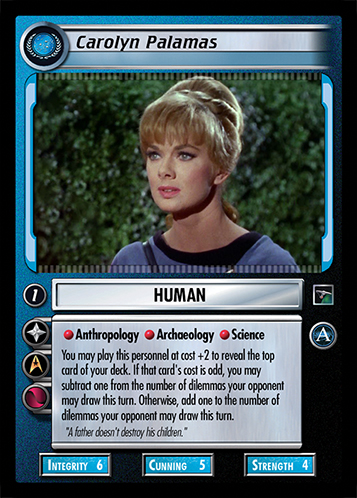 Carolyn Palamas
1
HUMAN
Anthropology Archaeology Science
You may play this personnel at cost +2 to reveal the top
card of your deck. If that card's cost is odd, you may
subtract one from the number of dilemmas your opponent
may draw this turn. Otherwise, add one to the number of
dilemmas your opponent may draw this turn.
"A father doesn't destroy his children."
INTEGRITY 6 CUNNING 5 STRENGTH 4